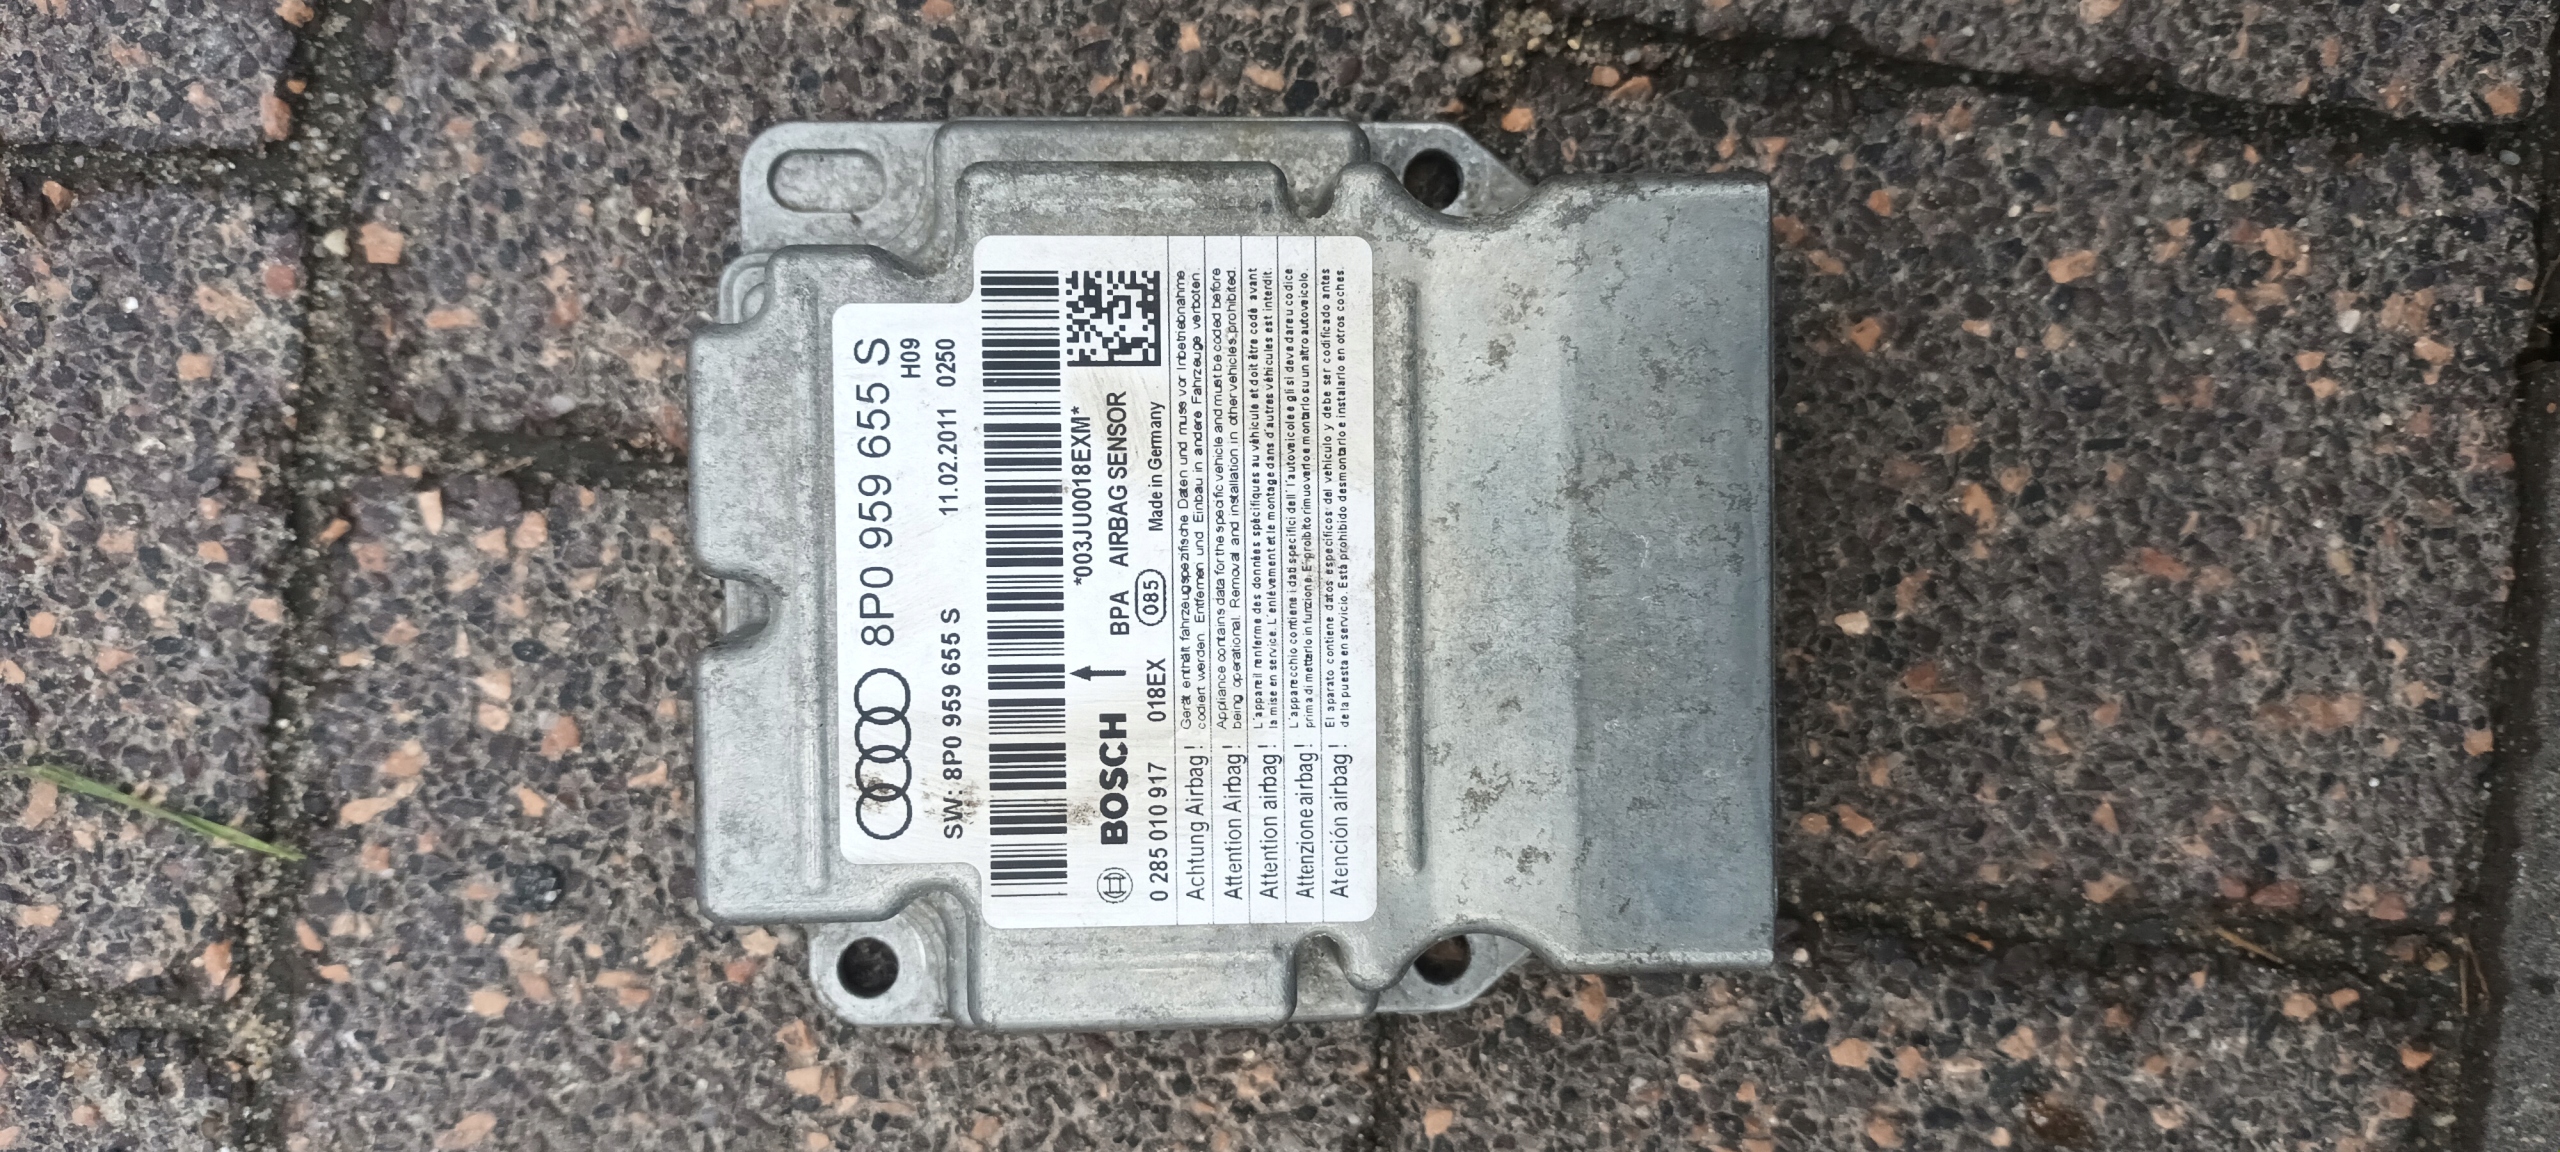 8P0 959 655 S
H09
SW: 8P0 959 655 S 11.02.2011 0250
*003JU0018EXM*
BOSCH BPA AIRBAG SENSOR
0 285 010 917 018EX 085 Made in Germany
Achtung Airbag! Gerät enthält fahrzeugspezifische Daten und muss vor Inbetriebnahme
codiert werden. Entfernen und Einbau in andere Fahrzeuge verboten.
Attention Airbag! Appliance contains data for the specific vehicle and must be coded before
being operational. Removal and installation in other vehicles prohibited.
Attention airbag! L'appareil renferme des données spécifiques au véhicule et doit être codé avant
la mise en service. L'enlévement et le montage dans d'autres véhicules est interdit.
Attenzione airbag! L'apparecchio contiene i dati specifici dell' l'autoveicolo e gli si deve dare u codice
prima di metterlo in funzione. E' proibito rimuoverlo e montarlo su un altro autoveicolo.
Atención airbag! El aparato contiene datos específicos del vehículo y debe ser codificado antes
de la puesta en servicio. Está prohibido desmontarlo e instalarlo en otros coches.